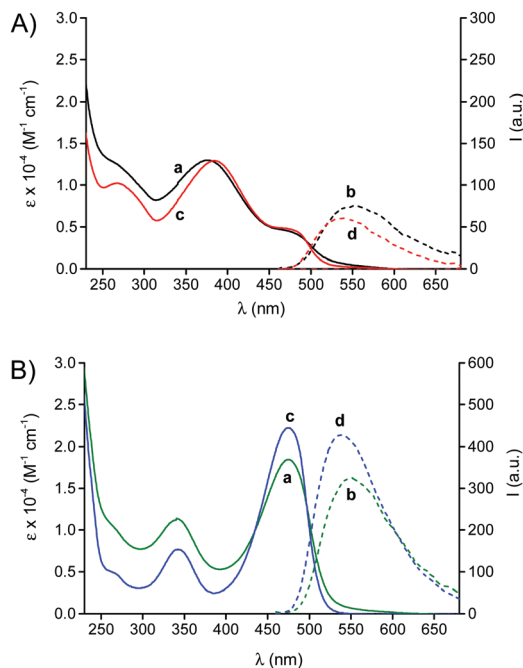 A)
3.0 300
2.5 250
2.0 200
1.5 150
1.0 100
0.5 50
0.0 0
a
c
b
d
230 300 350 400 450 500 550 600 650
λ (nm)
ε x 10⁻⁴ (M⁻¹ cm⁻¹)
I (a.u.)
B)
3.0 600
2.5 500
2.0 400
1.5 300
1.0 200
0.5 100
0.0 0
c
d
a
b
250 300 350 400 450 500 550 600 650
λ (nm)
ε x 10⁻⁴ (M⁻¹ cm⁻¹)
I (a.u.)